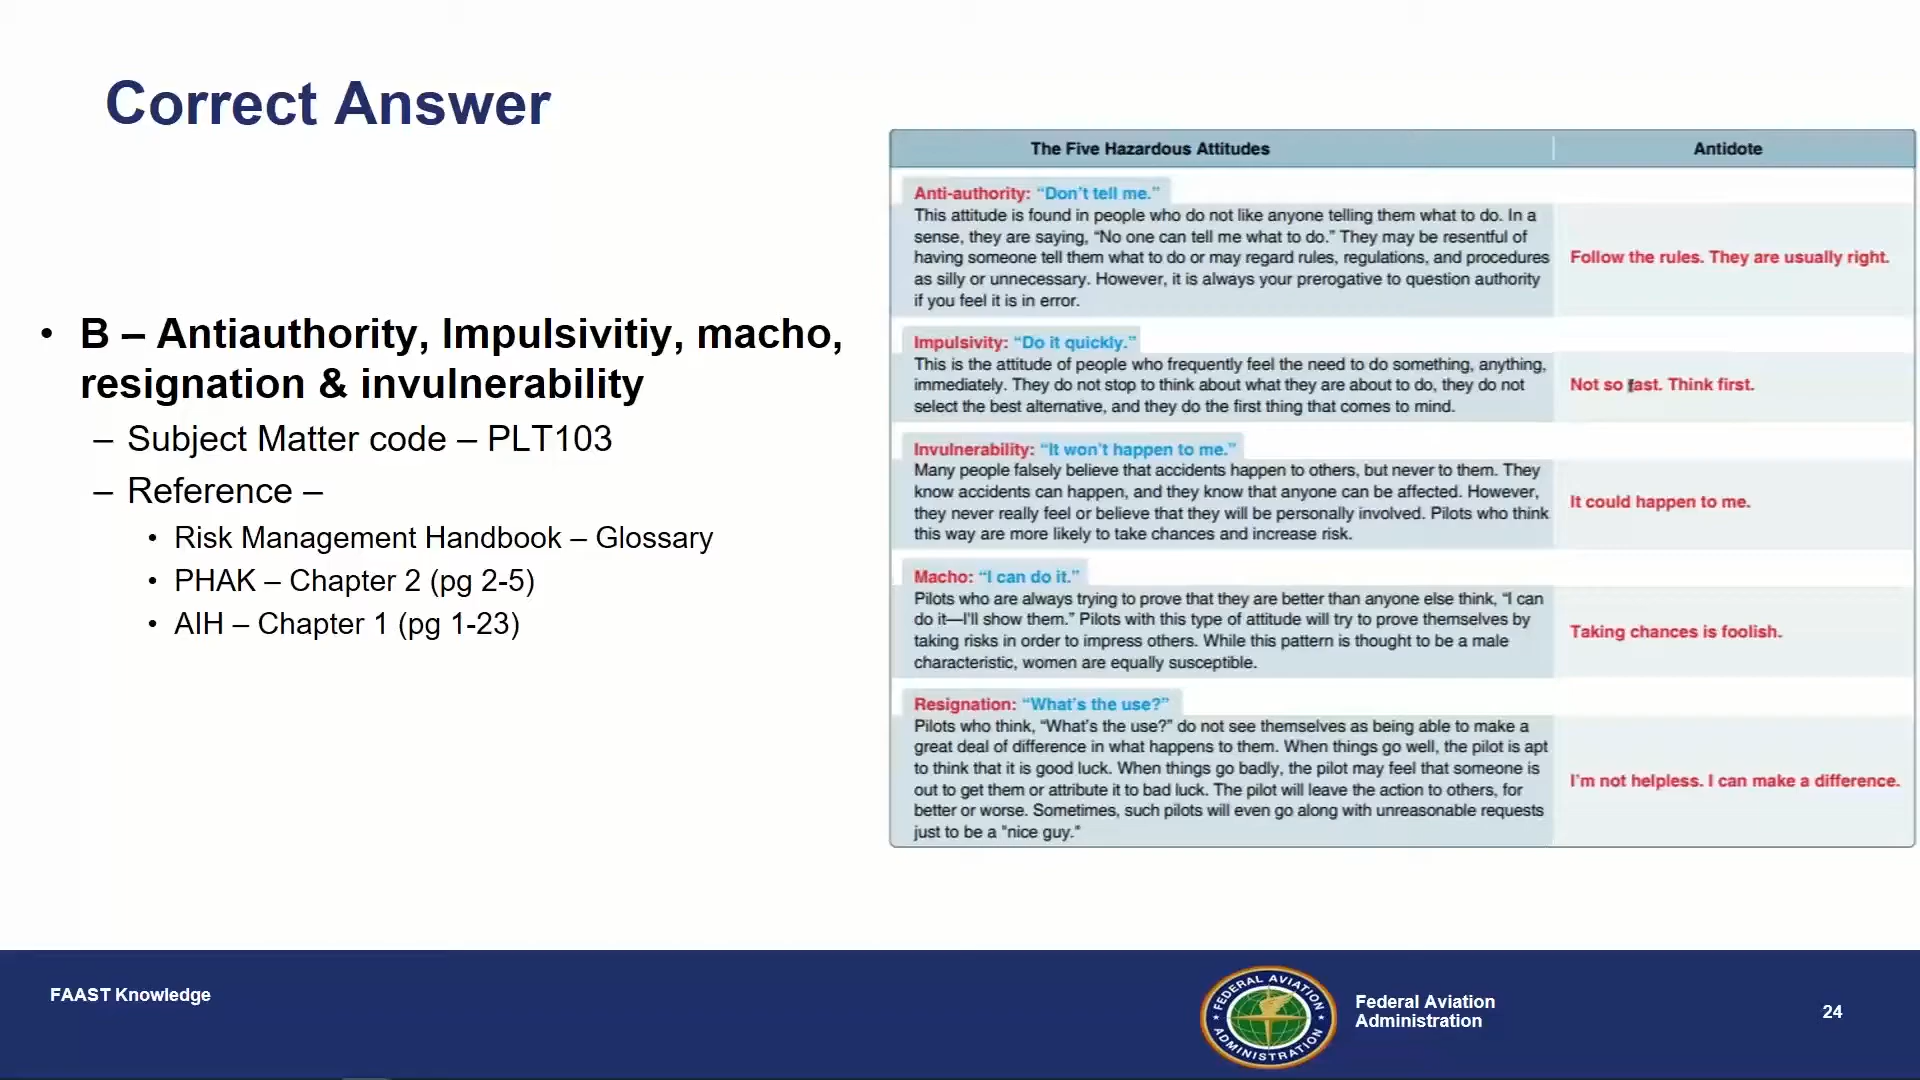 Correct Answer
• B – Antiauthority, Impulsivitiy, macho,
resignation & invulnerability
– Subject Matter code – PLT103
– Reference –
• Risk Management Handbook – Glossary
• PHAK – Chapter 2 (pg 2-5)
• AIH – Chapter 1 (pg 1-23)
The Five Hazardous Attitudes
Antidote
Anti-authority: “Don’t tell me.”
This attitude is found in people who do not like anyone telling them what to do. In a
sense, they are saying, “No one can tell me what to do.” They may be resentful of
having someone tell them what to do or may regard rules, regulations, and procedures
as silly or unnecessary. However, it is always your prerogative to question authority
if you feel it is in error.
Follow the rules. They are usually right.
Impulsivity: “Do it quickly.”
This is the attitude of people who frequently feel the need to do something, anything,
immediately. They do not stop to think about what they are about to do, they do not
select the best alternative, and they do the first thing that comes to mind.
Not so fast. Think first.
Invulnerability: “It won’t happen to me.”
Many people falsely believe that accidents happen to others, but never to them. They
know accidents can happen, and they know that anyone can be affected. However,
they never really feel or believe that they will be personally involved. Pilots who think
this way are more likely to take chances and increase risk.
It could happen to me.
Macho: “I can do it.”
Pilots who are always trying to prove that they are better than anyone else think, “I can
do it—I'll show them.” Pilots with this type of attitude will try to prove themselves by
taking risks in order to impress others. While this pattern is thought to be a male
characteristic, women are equally susceptible.
Taking chances is foolish.
Resignation: “What’s the use?”
Pilots who think, “What’s the use?” do not see themselves as being able to make a
great deal of difference in what happens to them. When things go well, the pilot is apt
to think that it is good luck. When things go badly, the pilot may feel that someone is
out to get them or attribute it to bad luck. The pilot will leave the action to others, for
better or worse. Sometimes, such pilots will even go along with unreasonable requests
just to be a "nice guy."
I’m not helpless. I can make a difference.
FAAST Knowledge
FEDERAL AVIATION
ADMINISTRATION
Federal Aviation
Administration
24